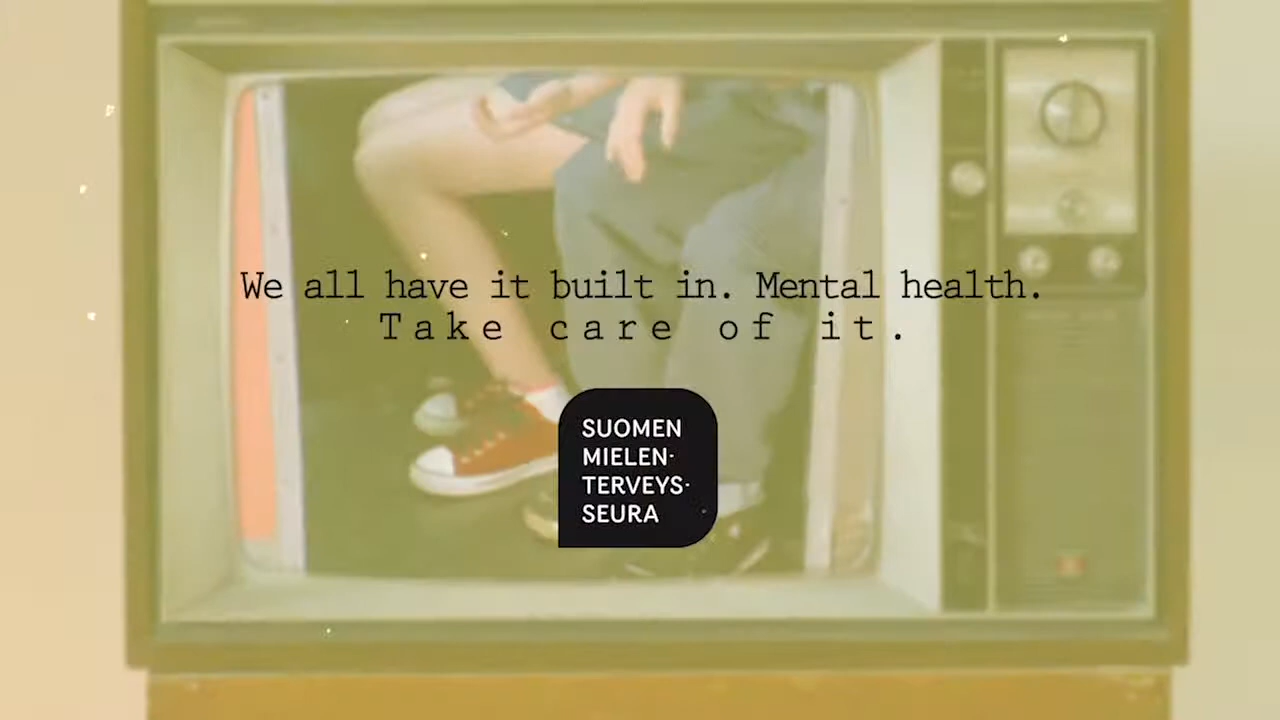 We all have it built in. Mental health.
Take care of it.
SUOMEN
MIELEN-
TERVEYS-
SEURA